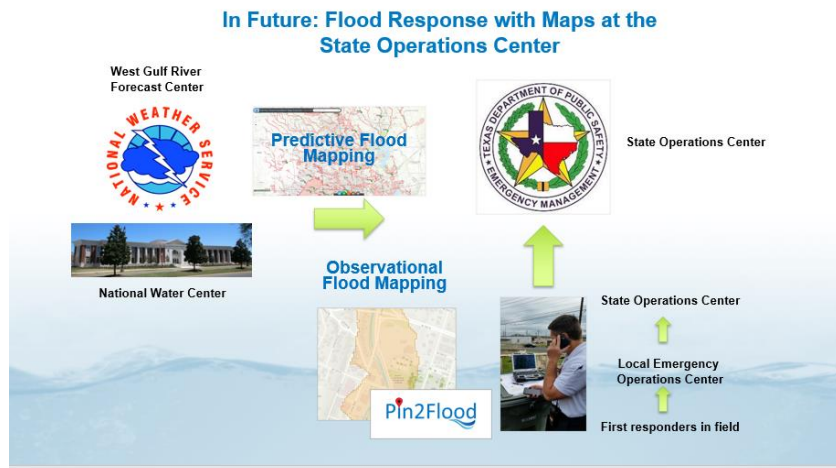 In Future: Flood Response with Maps at the
State Operations Center
West Gulf River
Forecast Center
NATIONAL WEATHER SERVICE
Predictive Flood
Mapping
TEXAS DEPARTMENT OF PUBLIC SAFETY
EMERGENCY MANAGEMENT
State Operations Center
National Water Center
Observational
Flood Mapping
Pin2Flood
State Operations Center
Local Emergency
Operations Center
First responders in field